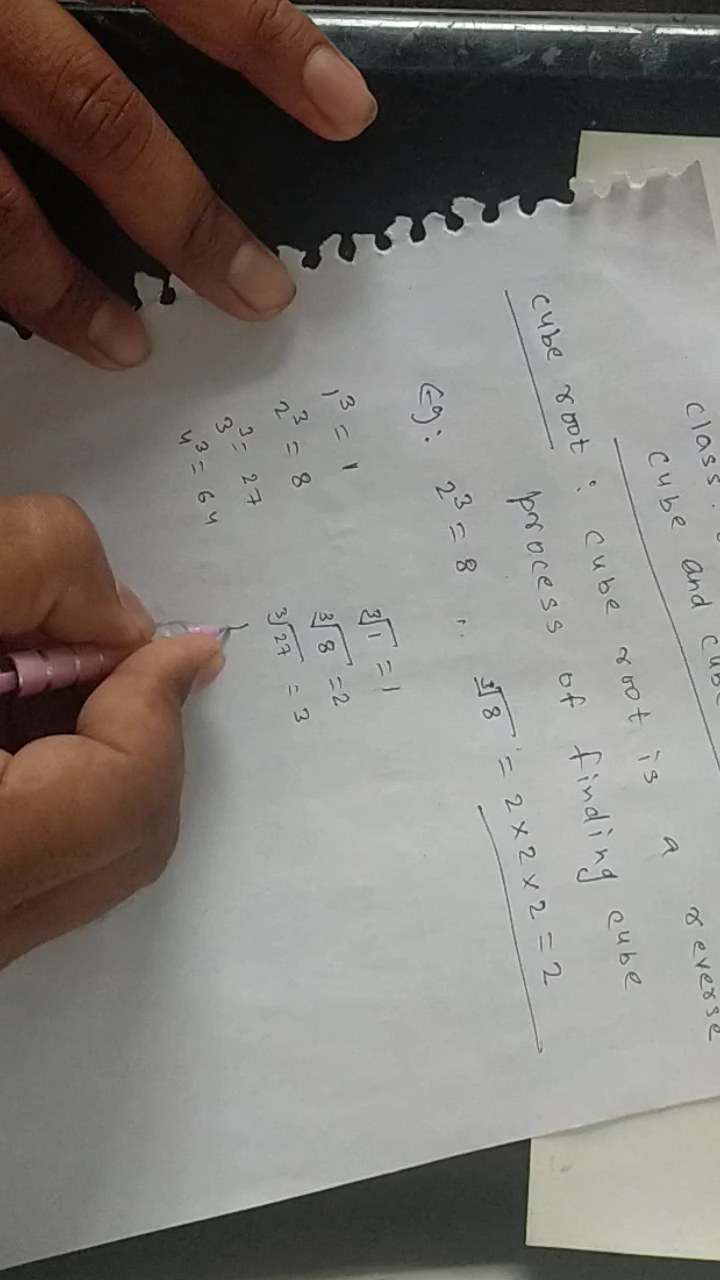 class :
cube and cube
cube root : cube root is a reverse
process of finding cube
Eg: 2³ = 8 ∴ ∛8 = 2×2×2 = 2
1³ = 1 ∛1 = 1
2³ = 8 ∛8 = 2
3³ = 27 ∛27 = 3
4³ = 64